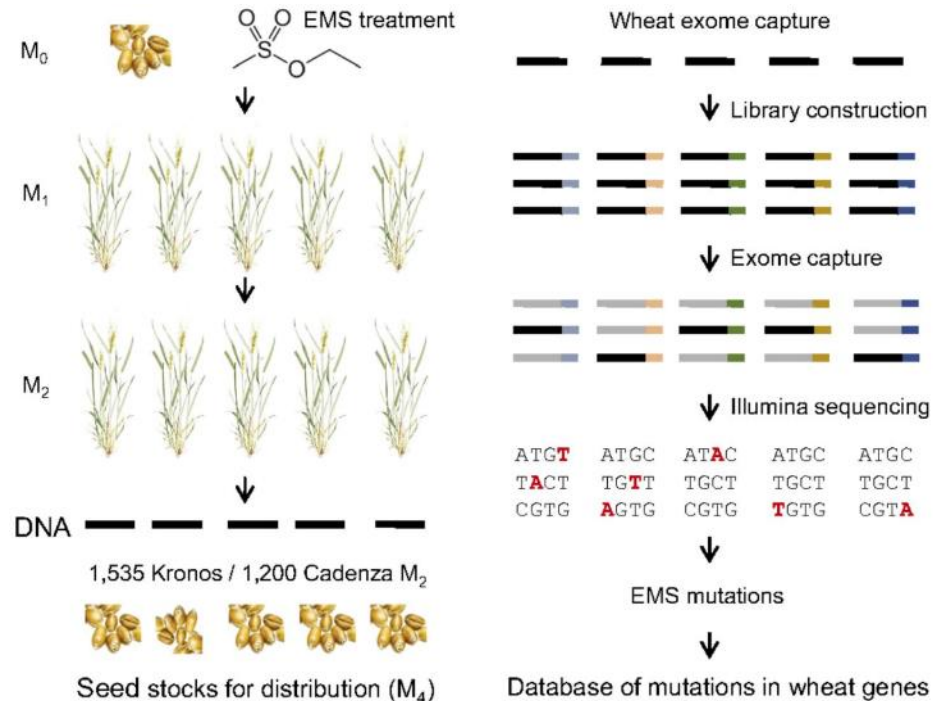 M0
EMS treatment
O O
S
O
M1
M2
DNA
1,535 Kronos / 1,200 Cadenza M2
Seed stocks for distribution (M4)
Wheat exome capture
Library construction
Exome capture
Illumina sequencing
ATGT ATGC ATAC ATGC ATGC
TACT TGTT TGCT TGCT TGCT
CGTG AGTG CGTG TGTG CGTA
EMS mutations
Database of mutations in wheat genes